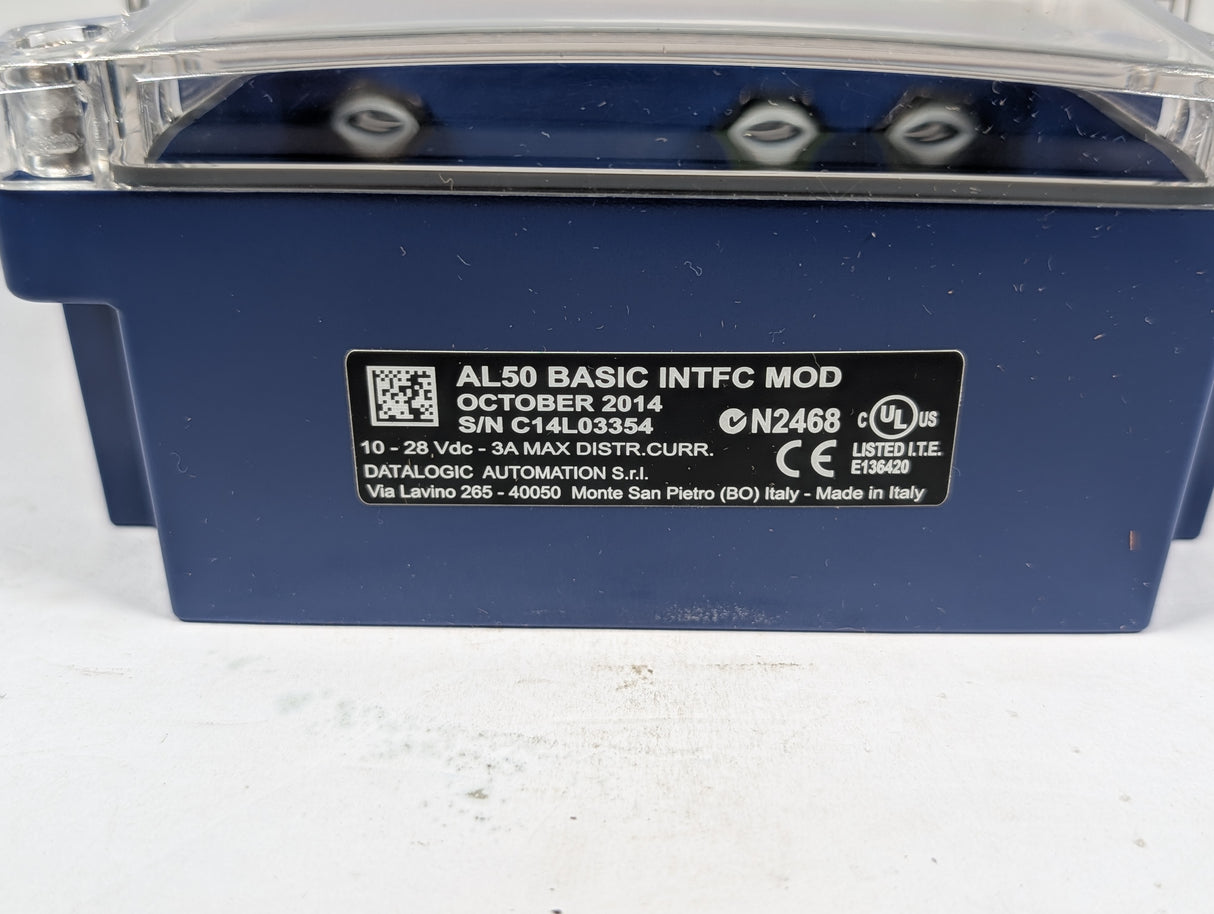 AL50 BASIC INTFC MOD
OCTOBER 2014
S/N C14L03354
N2468
C UL US
10 - 28 Vdc - 3A MAX DISTR.CURR.
CE
LISTED I.T.E.
E136420
DATALOGIC AUTOMATION S.r.l.
Via Lavino 265 - 40050 Monte San Pietro (BO) Italy - Made in Italy